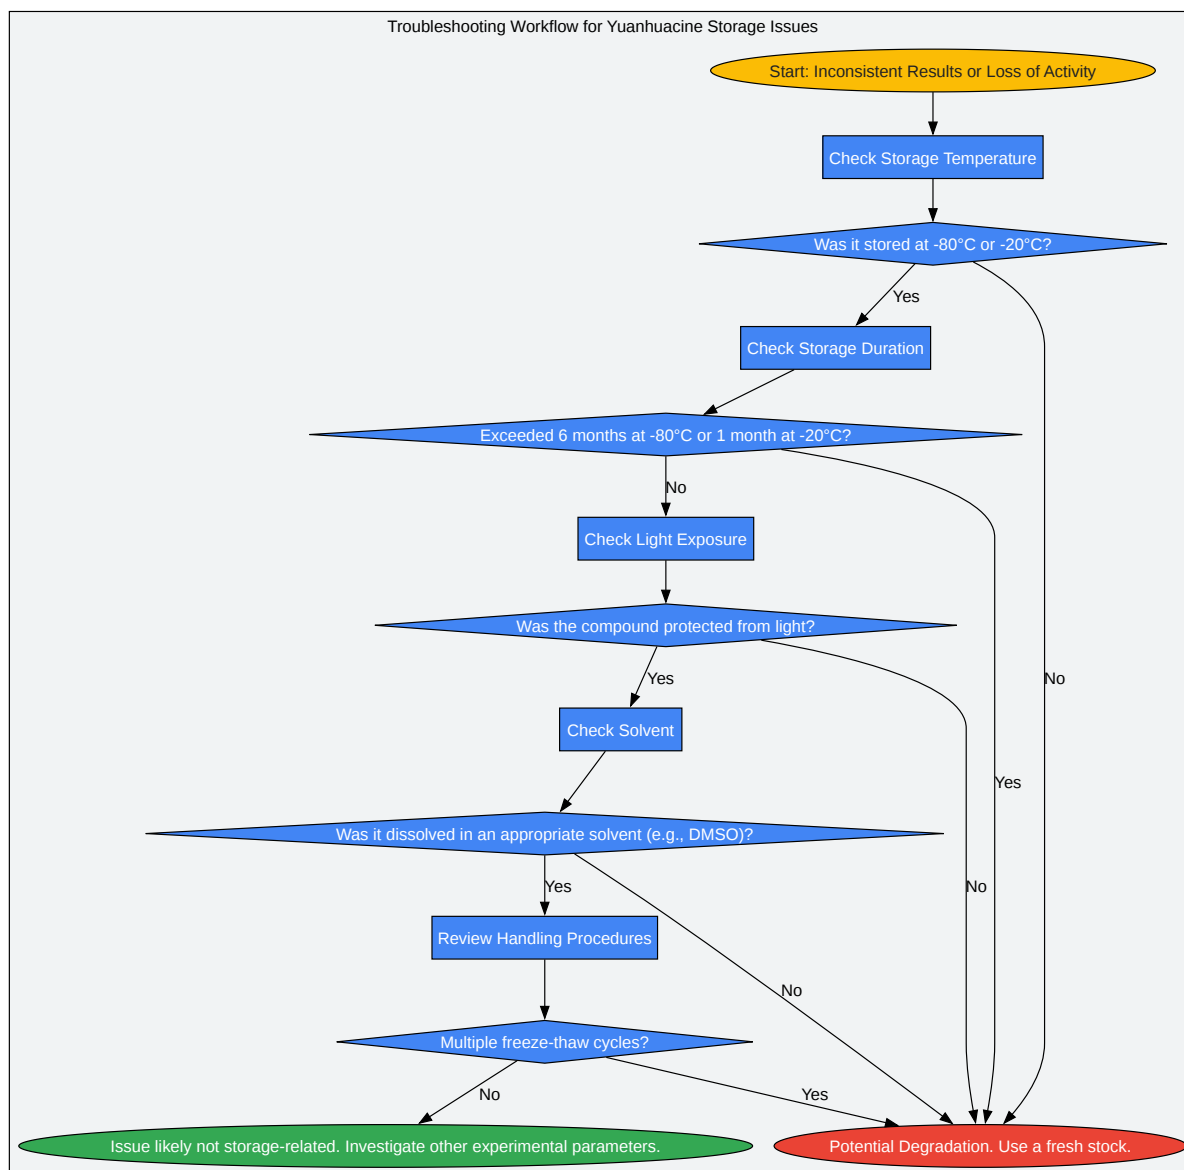 Troubleshooting Workflow for Yuanhuacine Storage Issues
Start: Inconsistent Results or Loss of Activity
Check Storage Temperature
Was it stored at -80°C or -20°C?
Yes
Check Storage Duration
Exceeded 6 months at -80°C or 1 month at -20°C?
No
Check Light Exposure
Was the compound protected from light?
Yes
No
Check Solvent
Yes
Was it dissolved in an appropriate solvent (e.g., DMSO)?
Yes
No
Review Handling Procedures
No
Multiple freeze-thaw cycles?
No
Yes
Issue likely not storage-related. Investigate other experimental parameters.
Potential Degradation. Use a fresh stock.